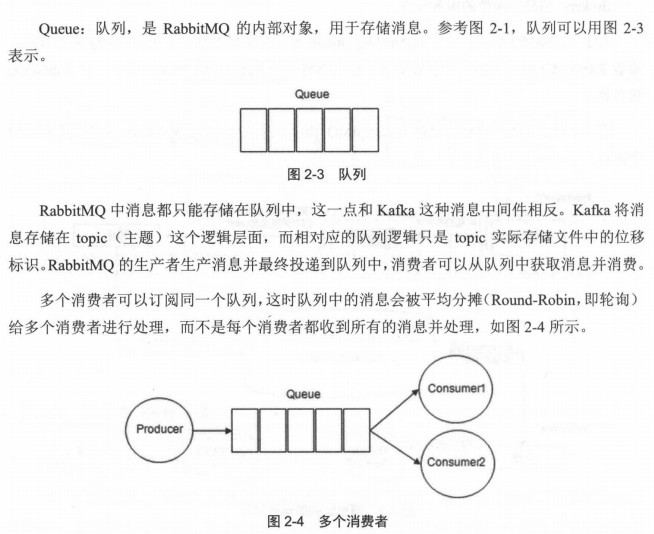 Queue：队列，是 RabbitMQ 的内部对象，用于存储消息。参考图 2-1，队列可以用图 2-3
表示。
Queue
图 2-3 队列
RabbitMQ 中消息都只能存储在队列中，这一点和 Kafka 这种消息中间件相反。Kafka 将消
息存储在 topic（主题）这个逻辑层面，而相对应的队列逻辑只是 topic 实际存储文件中的位移
标识。RabbitMQ 的生产者生产消息并最终投递到队列中，消费者可以从队列中获取消息并消费。
多个消费者可以订阅同一个队列，这时队列中的消息会被平均分摊（Round-Robin，即轮询）
给多个消费者进行处理，而不是每个消费者都收到所有的消息并处理，如图 2-4 所示。
Queue
Consumer1
Producer
Consumer2
图 2-4 多个消费者